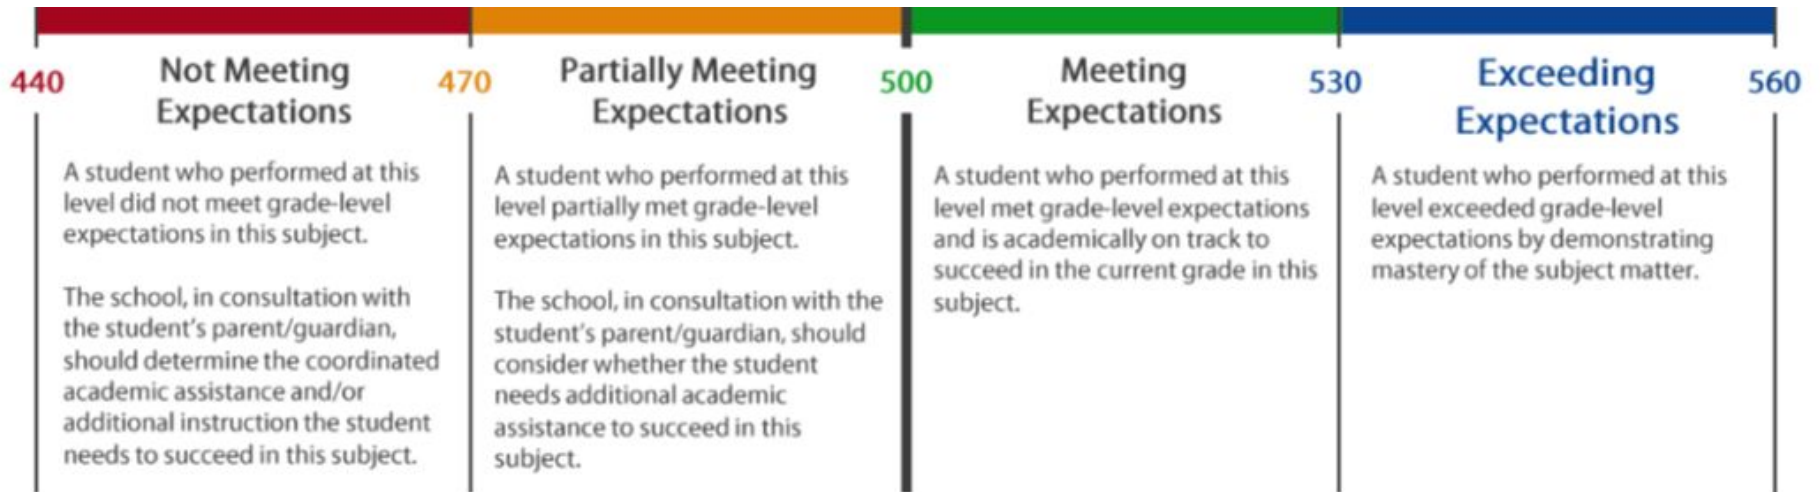 440
Not Meeting
Expectations
470
Partially Meeting
Expectations
500
Meeting
Expectations
530
Exceeding
Expectations
560
A student who performed at this
level did not meet grade-level
expectations in this subject.
The school, in consultation with
the student's parent/guardian,
should determine the coordinated
academic assistance and/or
additional instruction the student
needs to succeed in this subject.
A student who performed at this
level partially met grade-level
expectations in this subject.
The school, in consultation with the
student's parent/guardian, should
consider whether the student
needs additional academic
assistance to succeed in this
subject.
A student who performed at this
level met grade-level expectations
and is academically on track to
succeed in the current grade in this
subject.
A student who performed at this
level exceeded grade-level
expectations by demonstrating
mastery of the subject matter.